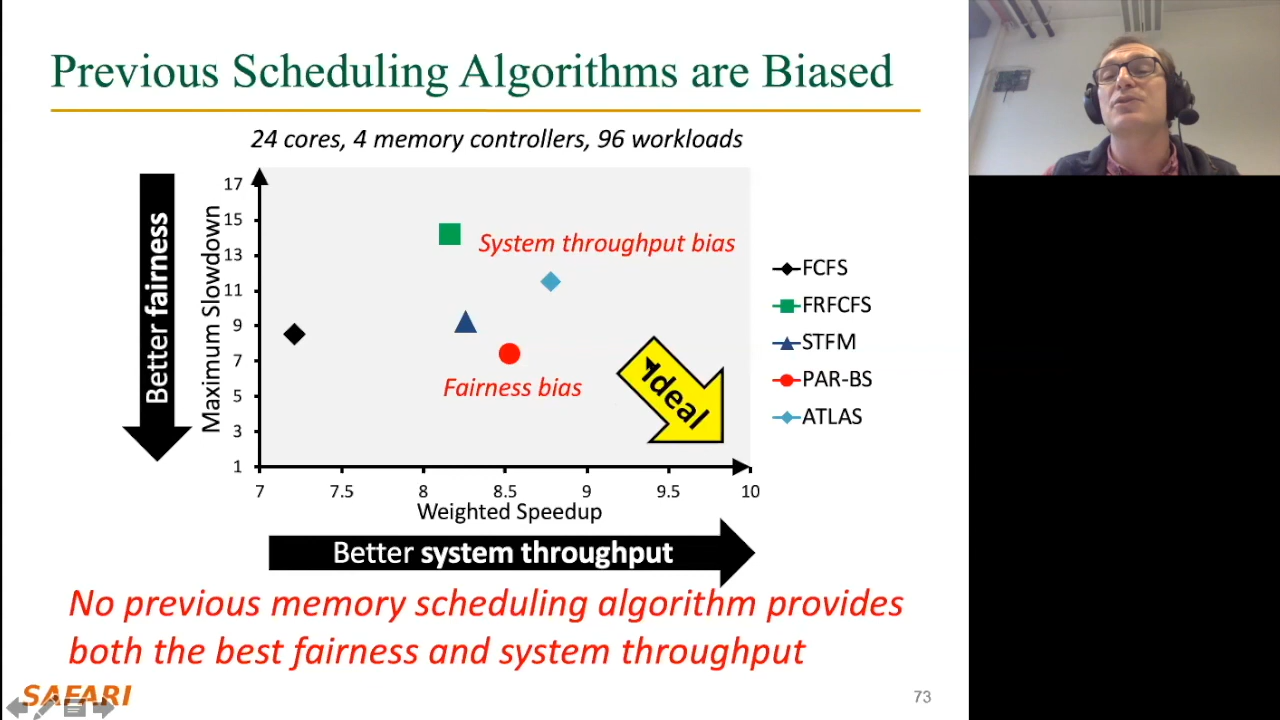 Previous Scheduling Algorithms are Biased
24 cores, 4 memory controllers, 96 workloads
Better fairness
Maximum Slowdown
17
15
13
11
9
7
5
3
1
System throughput bias
Fairness bias
Ideal
FCFS
FRFCFS
STFM
PAR-BS
ATLAS
7 7.5 8 8.5 9 9.5 10
Weighted Speedup
Better system throughput
No previous memory scheduling algorithm provides
both the best fairness and system throughput
SAFARI
73